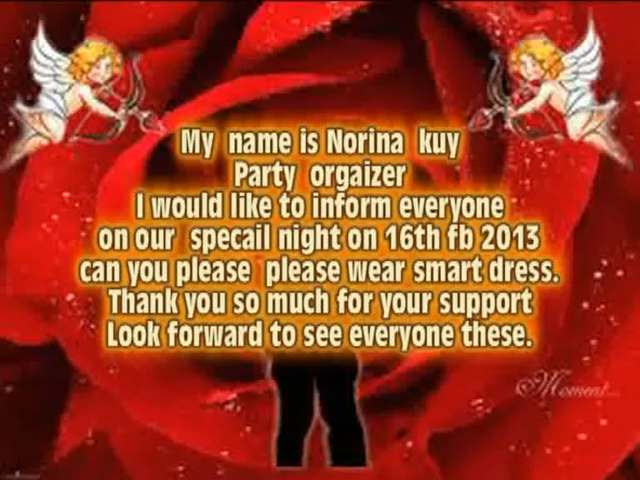 My name is Norina kuy
Party orgaizer
I would like to inform everyone
on our specail night on 16th fb 2013
can you please please wear smart dress.
Thank you so much for your support
Look forward to see everyone these.
Moment...